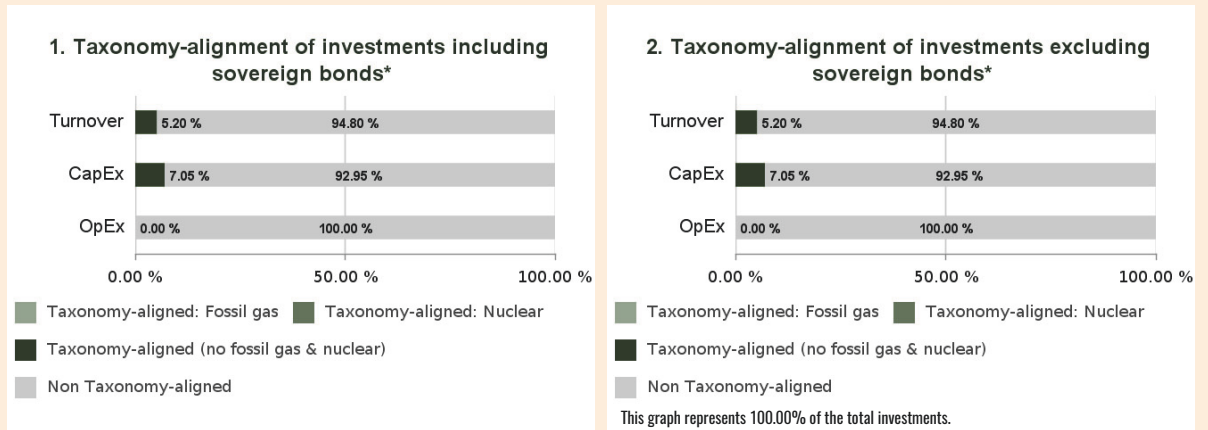 1. Taxonomy-alignment of investments including
sovereign bonds*
Turnover
5.20 %
94.80 %
CapEx
7.05 %
92.95 %
OpEx
0.00 %
100.00 %
0.00 %
50.00 %
100.00 %
Taxonomy-aligned: Fossil gas
Taxonomy-aligned: Nuclear
Taxonomy-aligned (no fossil gas & nuclear)
Non Taxonomy-aligned
2. Taxonomy-alignment of investments excluding
sovereign bonds*
Turnover
5.20 %
94.80 %
CapEx
7.05 %
92.95 %
OpEx
0.00 %
100.00 %
0.00 %
50.00 %
100.00 %
Taxonomy-aligned: Fossil gas
Taxonomy-aligned: Nuclear
Taxonomy-aligned (no fossil gas & nuclear)
Non Taxonomy-aligned
This graph represents 100.00% of the total investments.